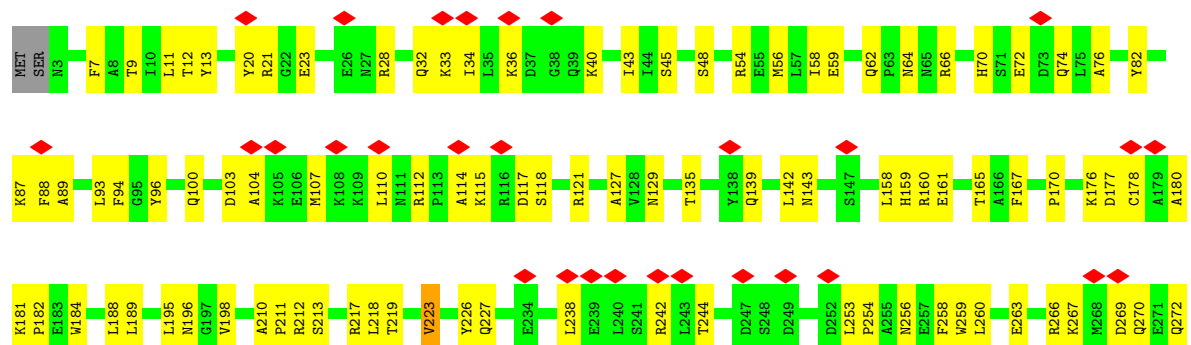 MET SER N3 F7 A8 T9 I10 L11 T12 Y13 Y20 R21 G22 E23 E26 N27 R28 Q32 K33 I34 L35 K36 D37 G38 Q39 K40 I43 I44 S45 S48 R54 E55 M56 L57 I58 E59 Q62 P63 N64 N65 R66 H70 S71 E72 D73 Q74 L75 A76 Y82
K87 F88 A89 L93 F94 G95 Y96 Q100 D103 A104 K105 E106 M107 K108 K109 L110 N111 R112 P113 A114 K115 R116 D117 S118 R121 A127 V128 N129 T135 Y138 Q139 L142 N143 S147 L158 H159 R160 E161 T165 A166 F167 P170 K176 D177 C178 A179 A180
K181 P182 E183 W184 L188 L189 L195 N196 G197 V198 A210 P211 R212 S213 R217 L218 T219 V223 Y226 Q227 E234 L238 E239 L240 S241 R242 L243 T244 D247 S248 D249 D252 L253 P254 A255 N256 E257 F258 W259 L260 E263 R266 K267 M268 D269 Q270 E271 Q272